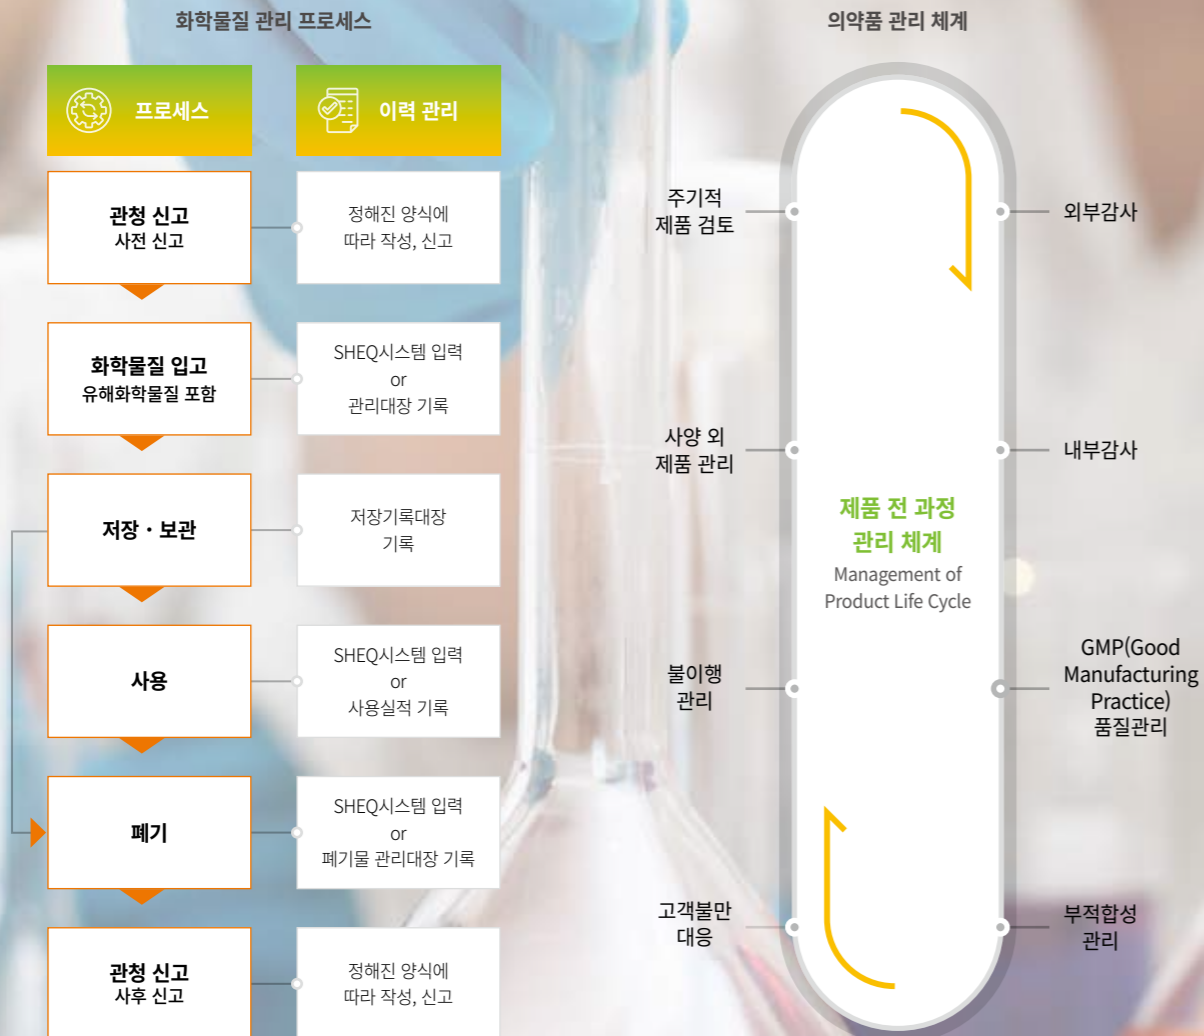 화학물질 관리 프로세스
프로세스
이력 관리
관청 신고
사전 신고
정해진 양식에
따라 작성, 신고
화학물질 입고
유해화학물질 포함
SHEQ시스템 입력
or
관리대장 기록
저장 · 보관
저장기록대장
기록
사용
SHEQ시스템 입력
or
사용실적 기록
폐기
SHEQ시스템 입력
or
폐기물 관리대장 기록
관청 신고
사후 신고
정해진 양식에
따라 작성, 신고
의약품 관리 체계
주기적
제품 검토
외부감사
사양 외
제품 관리
내부감사
제품 전 과정
관리 체계
Management of
Product Life Cycle
불이행
관리
GMP(Good
Manufacturing
Practice)
품질관리
고객불만
대응
부적합성
관리